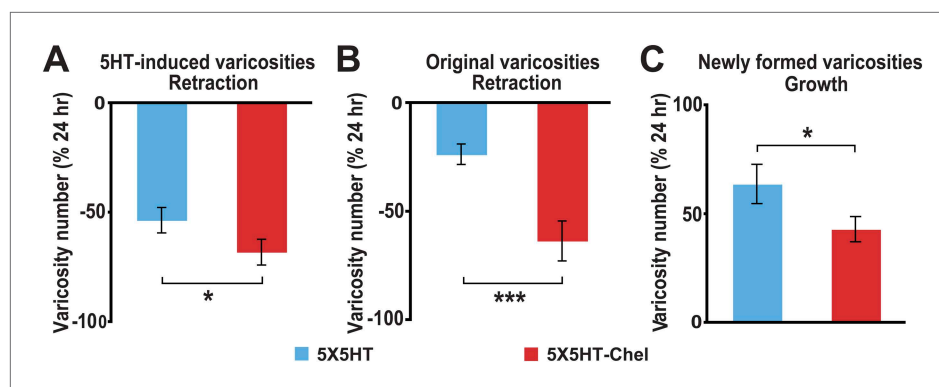 A
5HT-induced varicosities
Retraction
Varicosity number (% 24 hr)
0
-50
-100
*
B
Original varicosities
Retraction
Varicosity number (% 24 hr)
0
-50
-100
***
C
Newly formed varicosities
Growth
Varicosity number (% 24 hr)
100
50
0
*
5X5HT
5X5HT-Chel